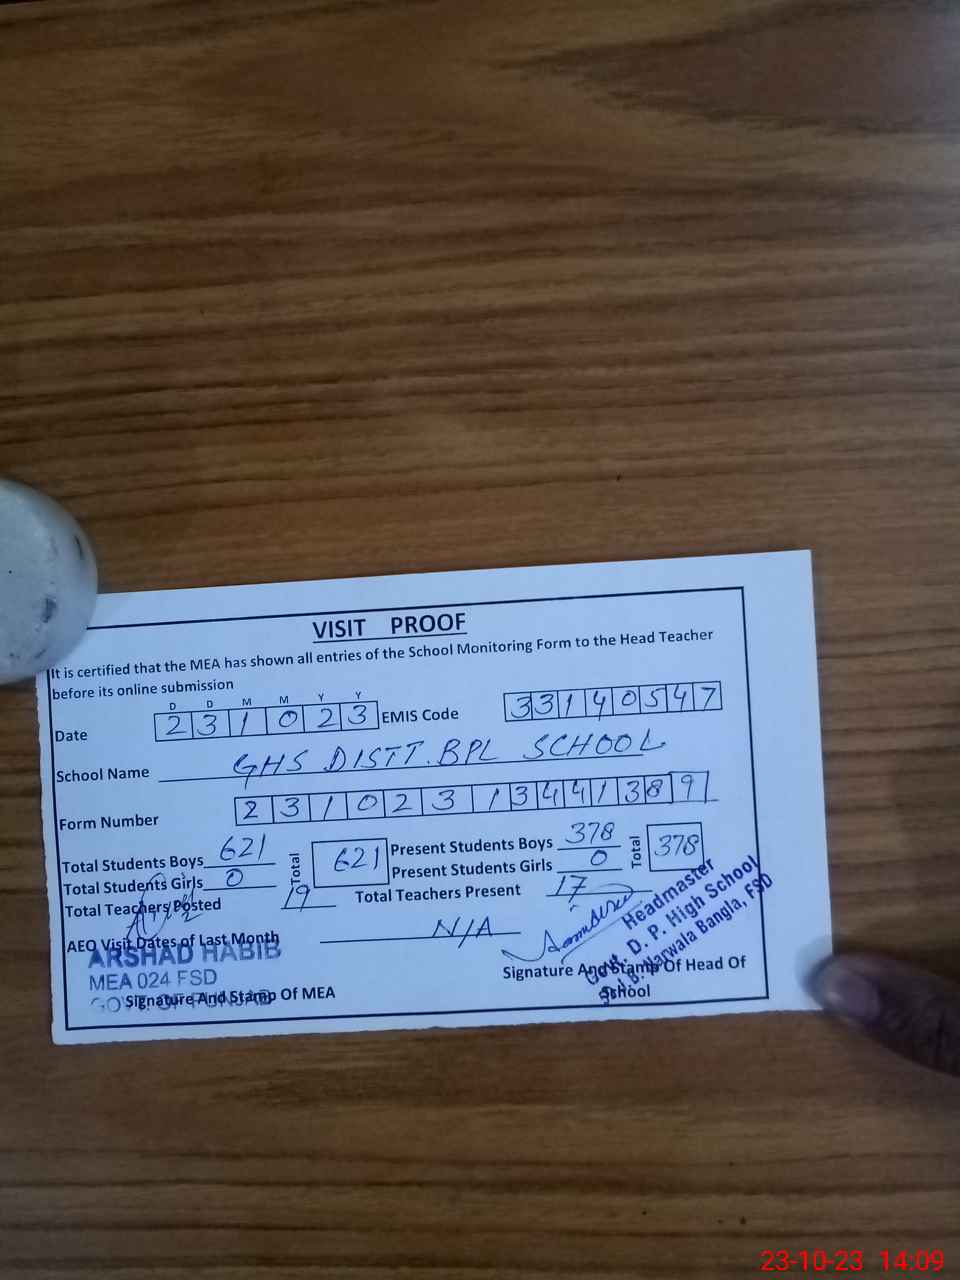 VISIT PROOF
It is certified that the MEA has shown all entries of the School Monitoring Form to the Head Teacher
before its online submission
D D M M Y Y
Date 2 3 1 0 2 3 EMIS Code 3 3 1 4 0 5 4 7
School Name GHS DISTT. BPL SCHOOL
Form Number 2 3 1 0 2 3 1 3 4 4 1 3 8 9
Total Students Boys 621 Total 621 Present Students Boys 378 Total 378
Total Students Girls 0 Present Students Girls 0
Total Teachers Posted 19 Total Teachers Present 17
AEO Visit Dates of Last Month N/A
ARSHAD HABIB
MEA 024 FSD
GOVT. OF PUNJAB
Signature And Stamp Of MEA
Headmaster
Govt. D. P. High School
Warwala Bangla, FSD
Signature And Stamp Of Head Of
School
23-10-23 14:09